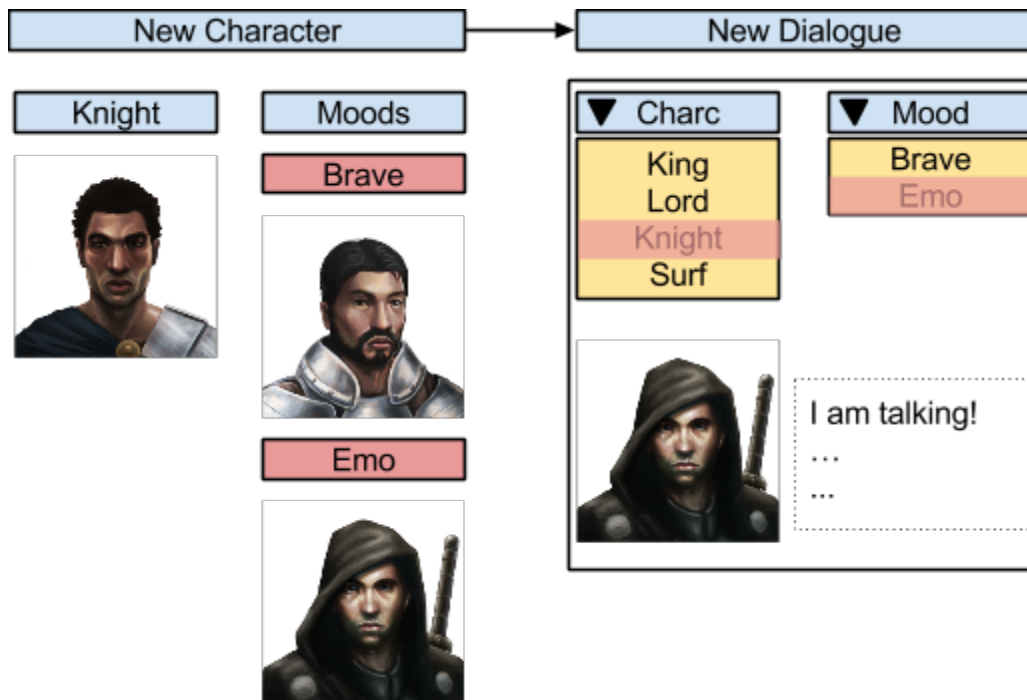 New Character
New Dialogue
Knight
Moods
Brave
Emo
Charc
King
Lord
Knight
Surf
Mood
Brave
Emo
I am talking!
...
...